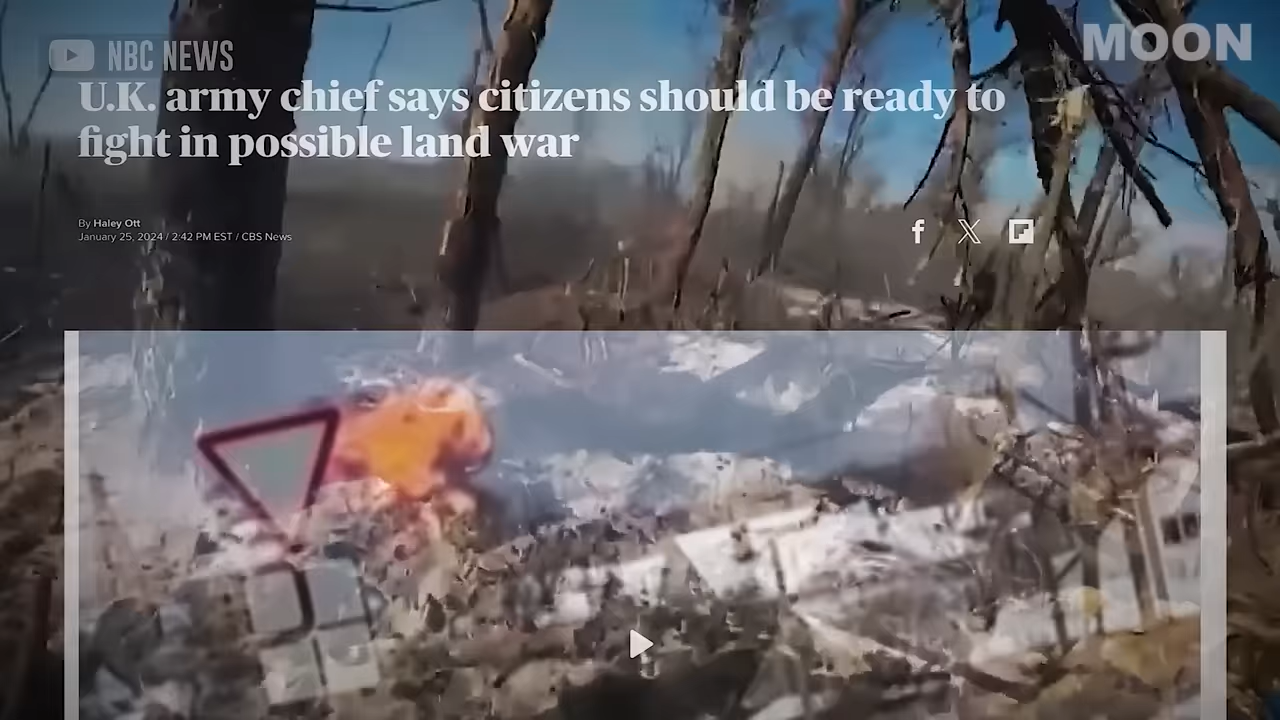 NBC NEWS
MOON
U.K. army chief says citizens should be ready to
fight in possible land war
By Haley Ott
January 25, 2024 / 2:42 PM EST / CBS News